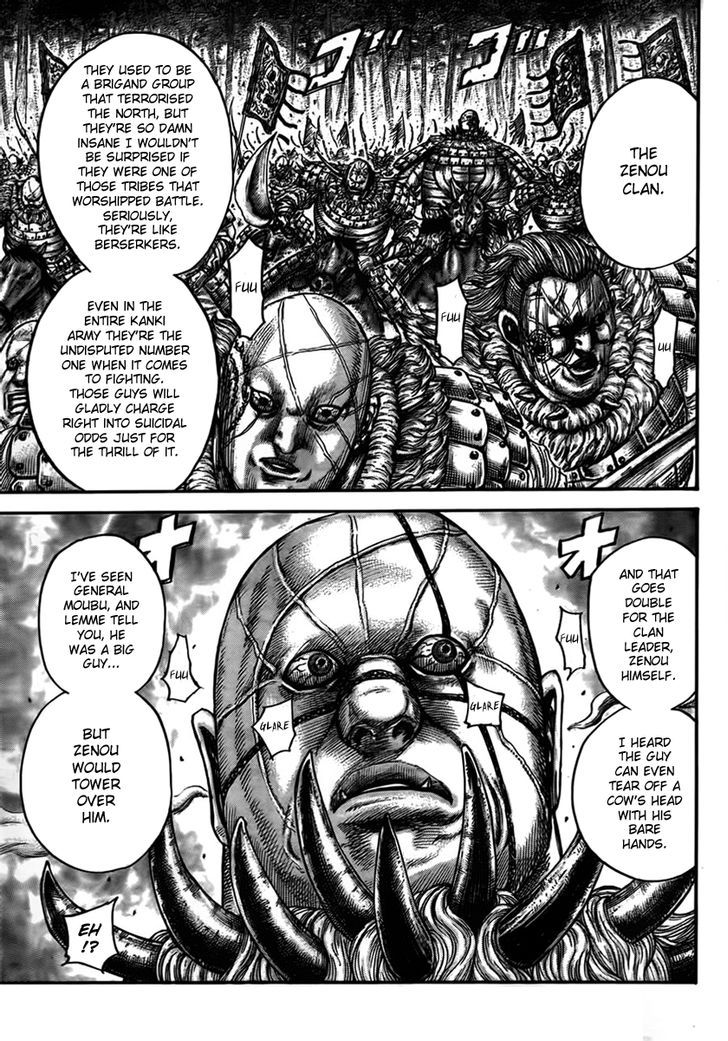 ゴ
ゴ
THE
ZENOU
CLAN.
THEY USED TO BE
A BRIGAND GROUP
THAT TERRORISED
THE NORTH, BUT
THEY'RE SO DAMN
INSANE I WOULDN'T
BE SURPRISED IF
THEY WERE ONE OF
THOSE TRIBES THAT
WORSHIPPED BATTLE.
SERIOUSLY,
THEY'RE LIKE
BERSERKERS.
UU
FUU
FUU
EVEN IN THE
ENTIRE KANKI
ARMY THEY'RE THE
UNDISPUTED NUMBER
ONE WHEN IT COMES
TO FIGHTING.
THOSE GUYS WILL
GLADLY CHARGE
RIGHT INTO SUICIDAL
ODDS JUST FOR
THE THRILL OF IT.
オ
オ
AND THAT
GOES
DOUBLE
FOR THE
CLAN
LEADER,
ZENOU
HIMSELF.
FUU
I HEARD
THE GUY
CAN EVEN
TEAR OFF A
COW'S HEAD
WITH HIS
BARE
HANDS.
GLARE
GLARE
FUU
I'VE SEEN
GENERAL
MOUBU, AND
LEMME TELL
YOU, HE
WAS A BIG
GUY...
BUT
ZENOU
WOULD
TOWER
OVER
HIM.
EH
!?